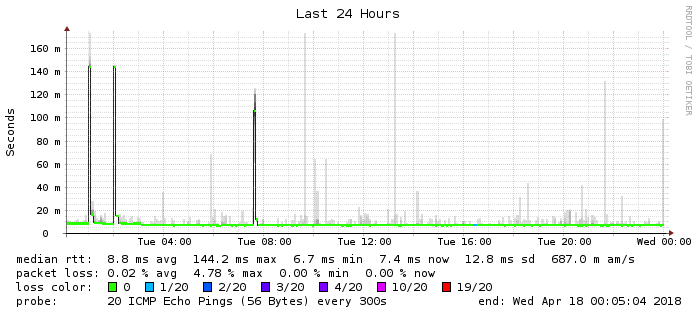 Last 24 Hours
RRDTOOL / TOBI OETIKER
Seconds
160 m
140 m
120 m
100 m
80 m
60 m
40 m
20 m
0
Tue 04:00 Tue 08:00 Tue 12:00 Tue 16:00 Tue 20:00 Wed 00:00
median rtt: 8.8 ms avg 144.2 ms max 6.7 ms min 7.4 ms now 12.8 ms sd 687.0 m am/s
packet loss: 0.02 % avg 4.78 % max 0.00 % min 0.00 % now
loss color: 0 1/20 2/20 3/20 4/20 10/20 19/20
probe: 20 ICMP Echo Pings (56 Bytes) every 300s end: Wed Apr 18 00:05:04 2018